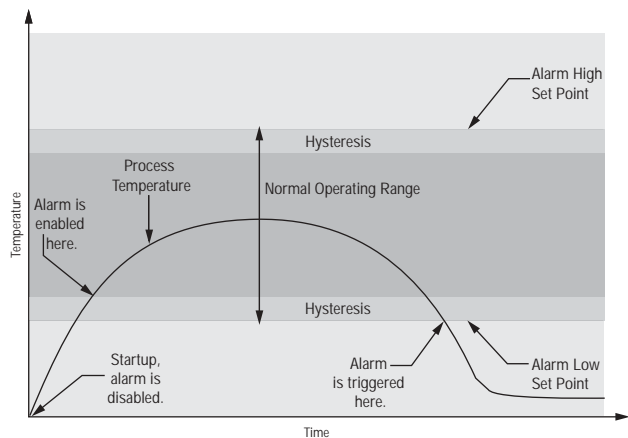 Alarm High
Set Point
Hysteresis
Process
Temperature
Normal Operating Range
Alarm is
enabled
here.
Temperature
Hysteresis
Startup,
alarm is
disabled.
Alarm
is triggered
here.
Alarm Low
Set Point
Time